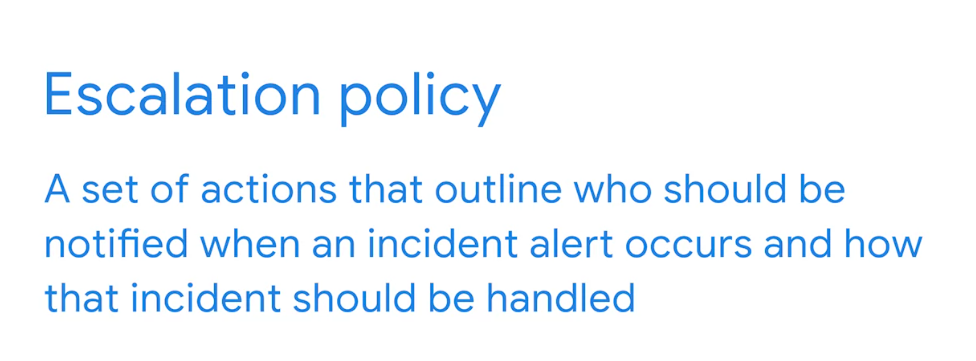 Escalation policy
A set of actions that outline who should be
notified when an incident alert occurs and how
that incident should be handled